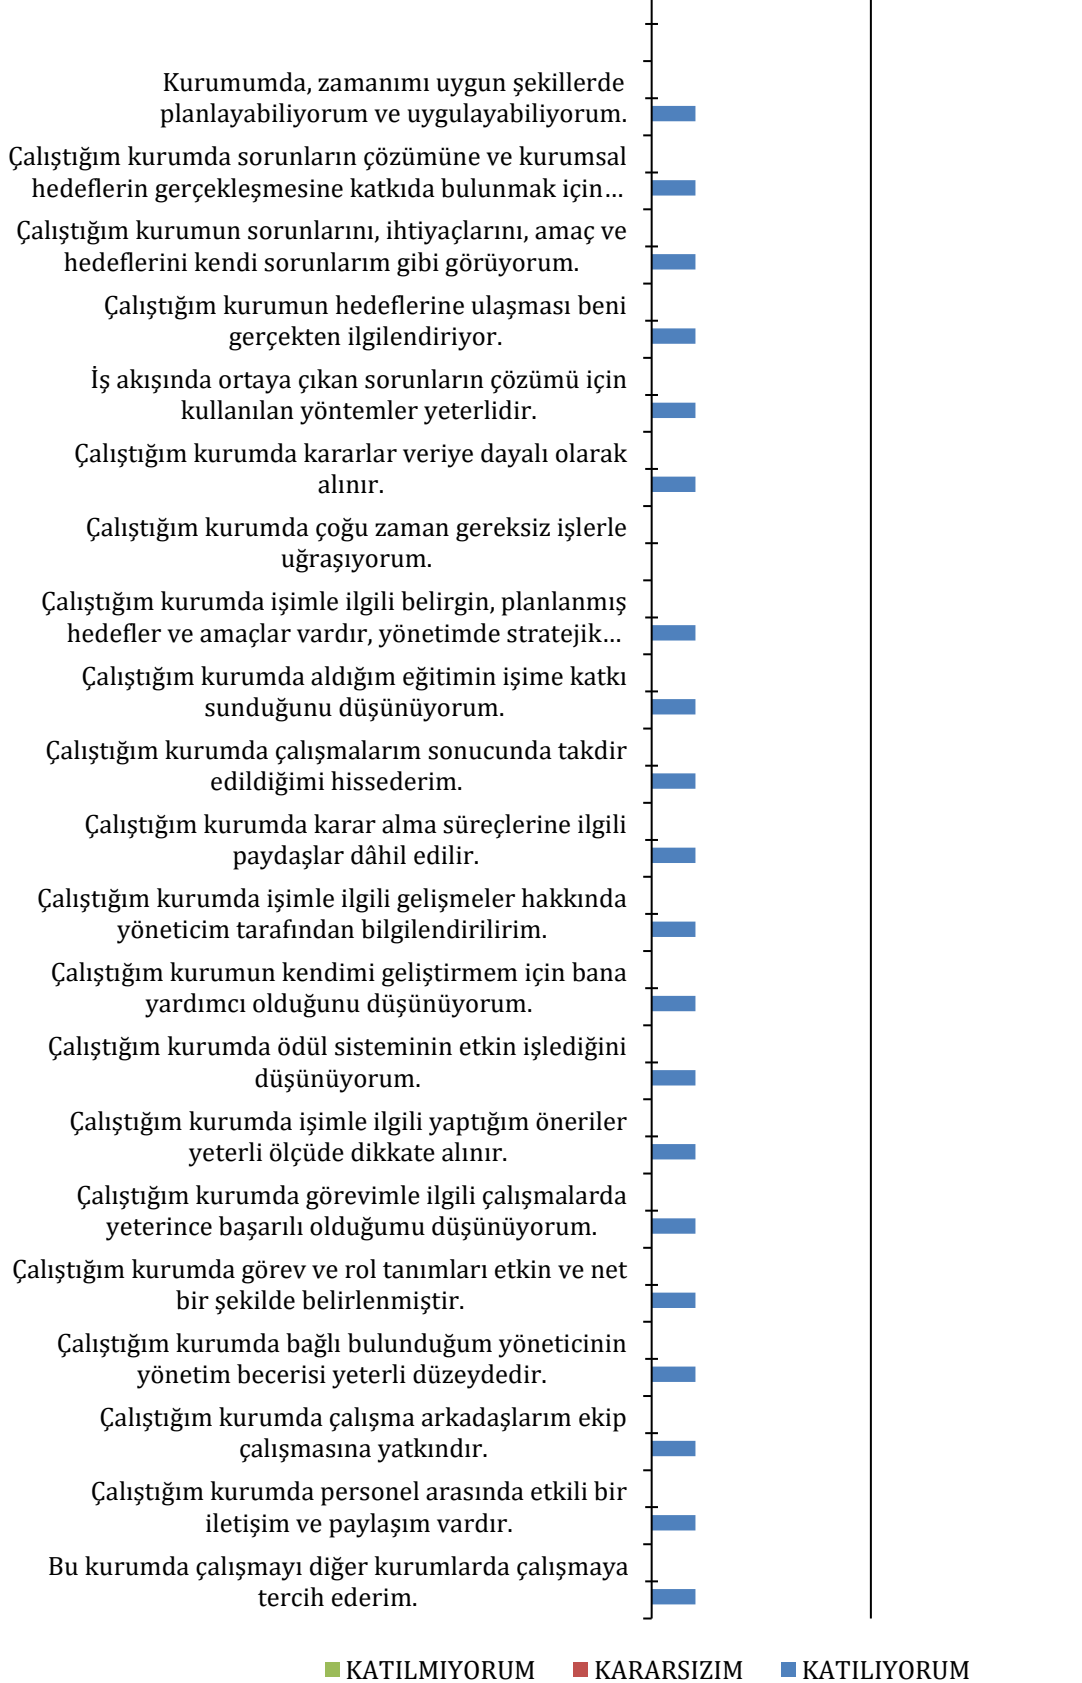 Kurumumda, zamanımı uygun şekillerde
planlayabiliyorum ve uygulayabiliyorum.
Çalıştığım kurumda sorunların çözümüne ve kurumsal
hedeflerin gerçekleşmesine katkıda bulunmak için…
Çalıştığım kurumun sorunlarını, ihtiyaçlarını, amaç ve
hedeflerini kendi sorunlarım gibi görüyorum.
Çalıştığım kurumun hedeflerine ulaşması beni
gerçekten ilgilendiriyor.
İş akışında ortaya çıkan sorunların çözümü için
kullanılan yöntemler yeterlidir.
Çalıştığım kurumda kararlar veriye dayalı olarak
alınır.
Çalıştığım kurumda çoğu zaman gereksiz işlerle
uğraşıyorum.
Çalıştığım kurumda işimle ilgili belirgin, planlanmış
hedefler ve amaçlar vardır, yönetimde stratejik…
Çalıştığım kurumda aldığım eğitimin işime katkı
sunduğunu düşünüyorum.
Çalıştığım kurumda çalışmalarım sonucunda takdir
edildiğimi hissederim.
Çalıştığım kurumda karar alma süreçlerine ilgili
paydaşlar dâhil edilir.
Çalıştığım kurumda işimle ilgili gelişmeler hakkında
yöneticim tarafından bilgilendirilirim.
Çalıştığım kurumun kendimi geliştirmem için bana
yardımcı olduğunu düşünüyorum.
Çalıştığım kurumda ödül sisteminin etkin işlediğini
düşünüyorum.
Çalıştığım kurumda işimle ilgili yaptığım öneriler
yeterli ölçüde dikkate alınır.
Çalıştığım kurumda görevimle ilgili çalışmalarda
yeterince başarılı olduğumu düşünüyorum.
Çalıştığım kurumda görev ve rol tanımları etkin ve net
bir şekilde belirlenmiştir.
Çalıştığım kurumda bağlı bulunduğum yöneticinin
yönetim becerisi yeterli düzeydedir.
Çalıştığım kurumda çalışma arkadaşlarım ekip
çalışmasına yatkındır.
Çalıştığım kurumda personel arasında etkili bir
iletişim ve paylaşım vardır.
Bu kurumda çalışmayı diğer kurumlarda çalışmaya
tercih ederim.
KATILMIYORUM KARARSIZIM KATILIYORUM